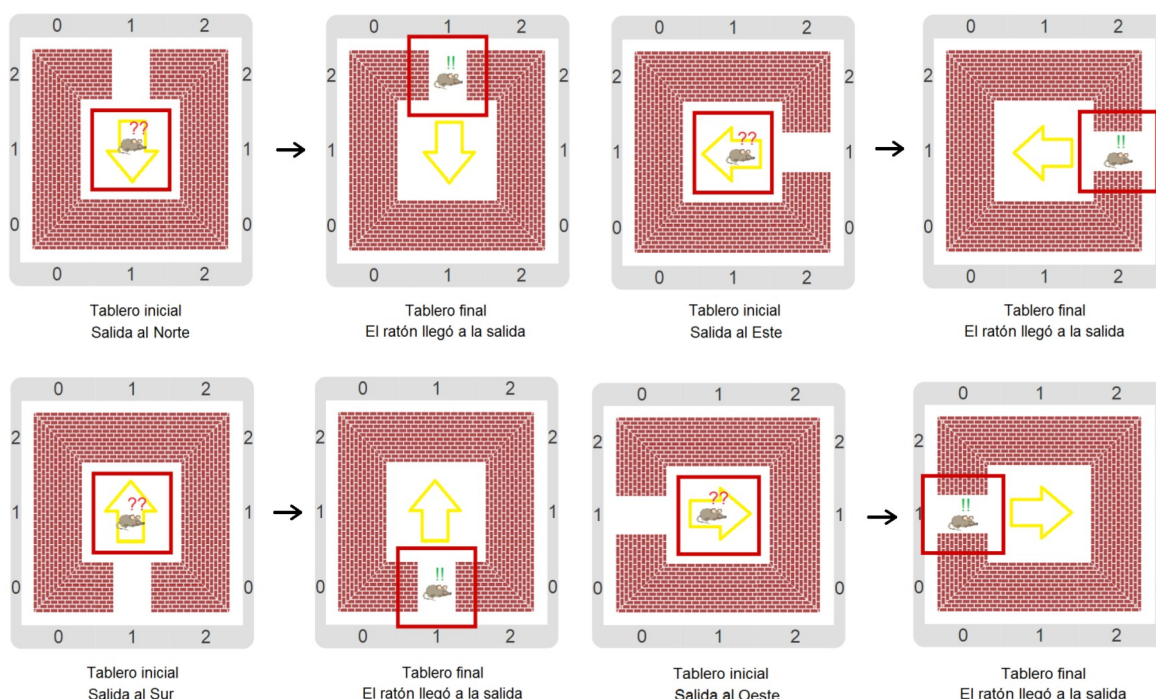 0 1 2
2 ?? 2
1 1
0 0
0 1 2
Tablero inicial
Salida al Norte
0 1 2
2 !! 2
1 1
0 0
0 1 2
Tablero final
El ratón llegó a la salida
0 1 2
2 2
1 ?? 1
0 0
0 1 2
Tablero inicial
Salida al Este
0 1 2
2
1 !!
0
0 1 2
Tablero final
El ratón llegó a la salida
0 1 2
2 2
1 ?? 1
0 0
0 1 2
Tablero inicial
Salida al Sur
0 1 2
2 2
1 1
0 !! 0
0 1 2
Tablero final
El ratón llegó a la salida
0 1 2
2 2
1 ?? 1
0 0
0 1 2
Tablero inicial
Salida al Oeste
0 1 2
2
1 !!
0
0 1 2
Tablero final
El ratón llegó a la salida